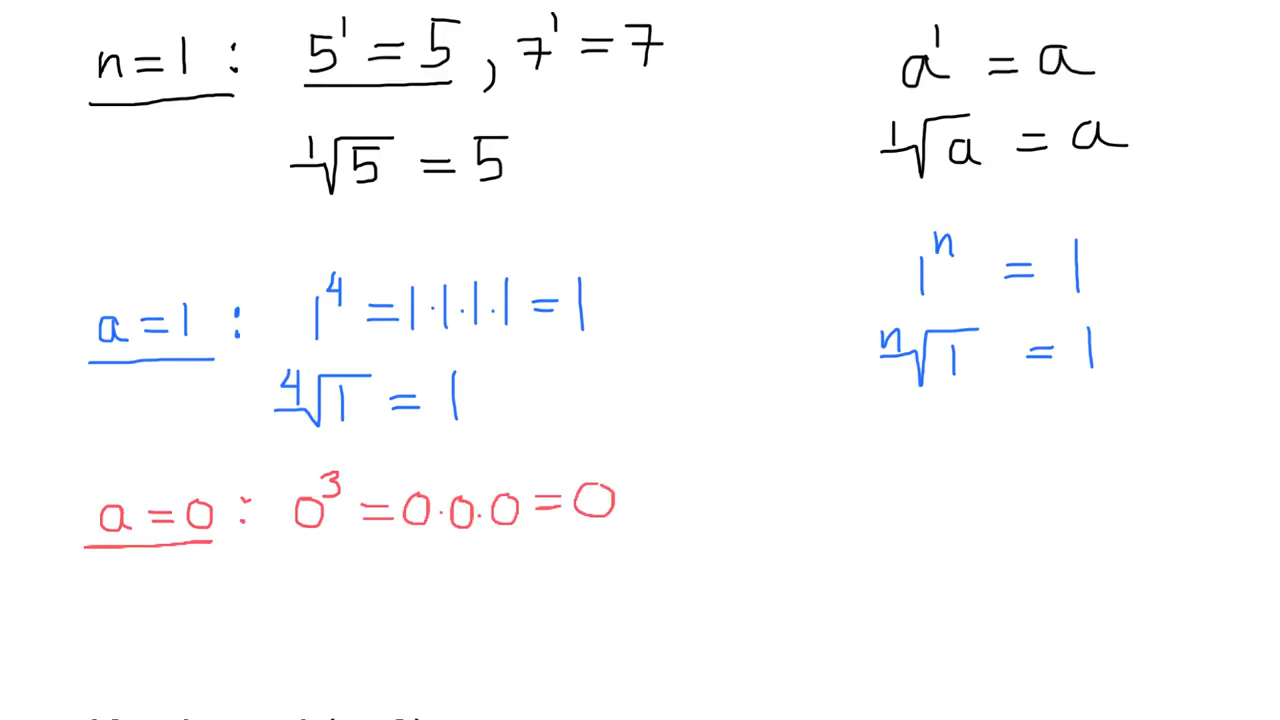 n=1 : 5¹ = 5 , 7¹ = 7
a¹ = a
¹√5 = 5
¹√a = a
1ⁿ = 1
a=1 : 1⁴ = 1·1·1·1 = 1
ⁿ√1 = 1
⁴√1 = 1
a=0 : 0³ = 0·0·0 = 0